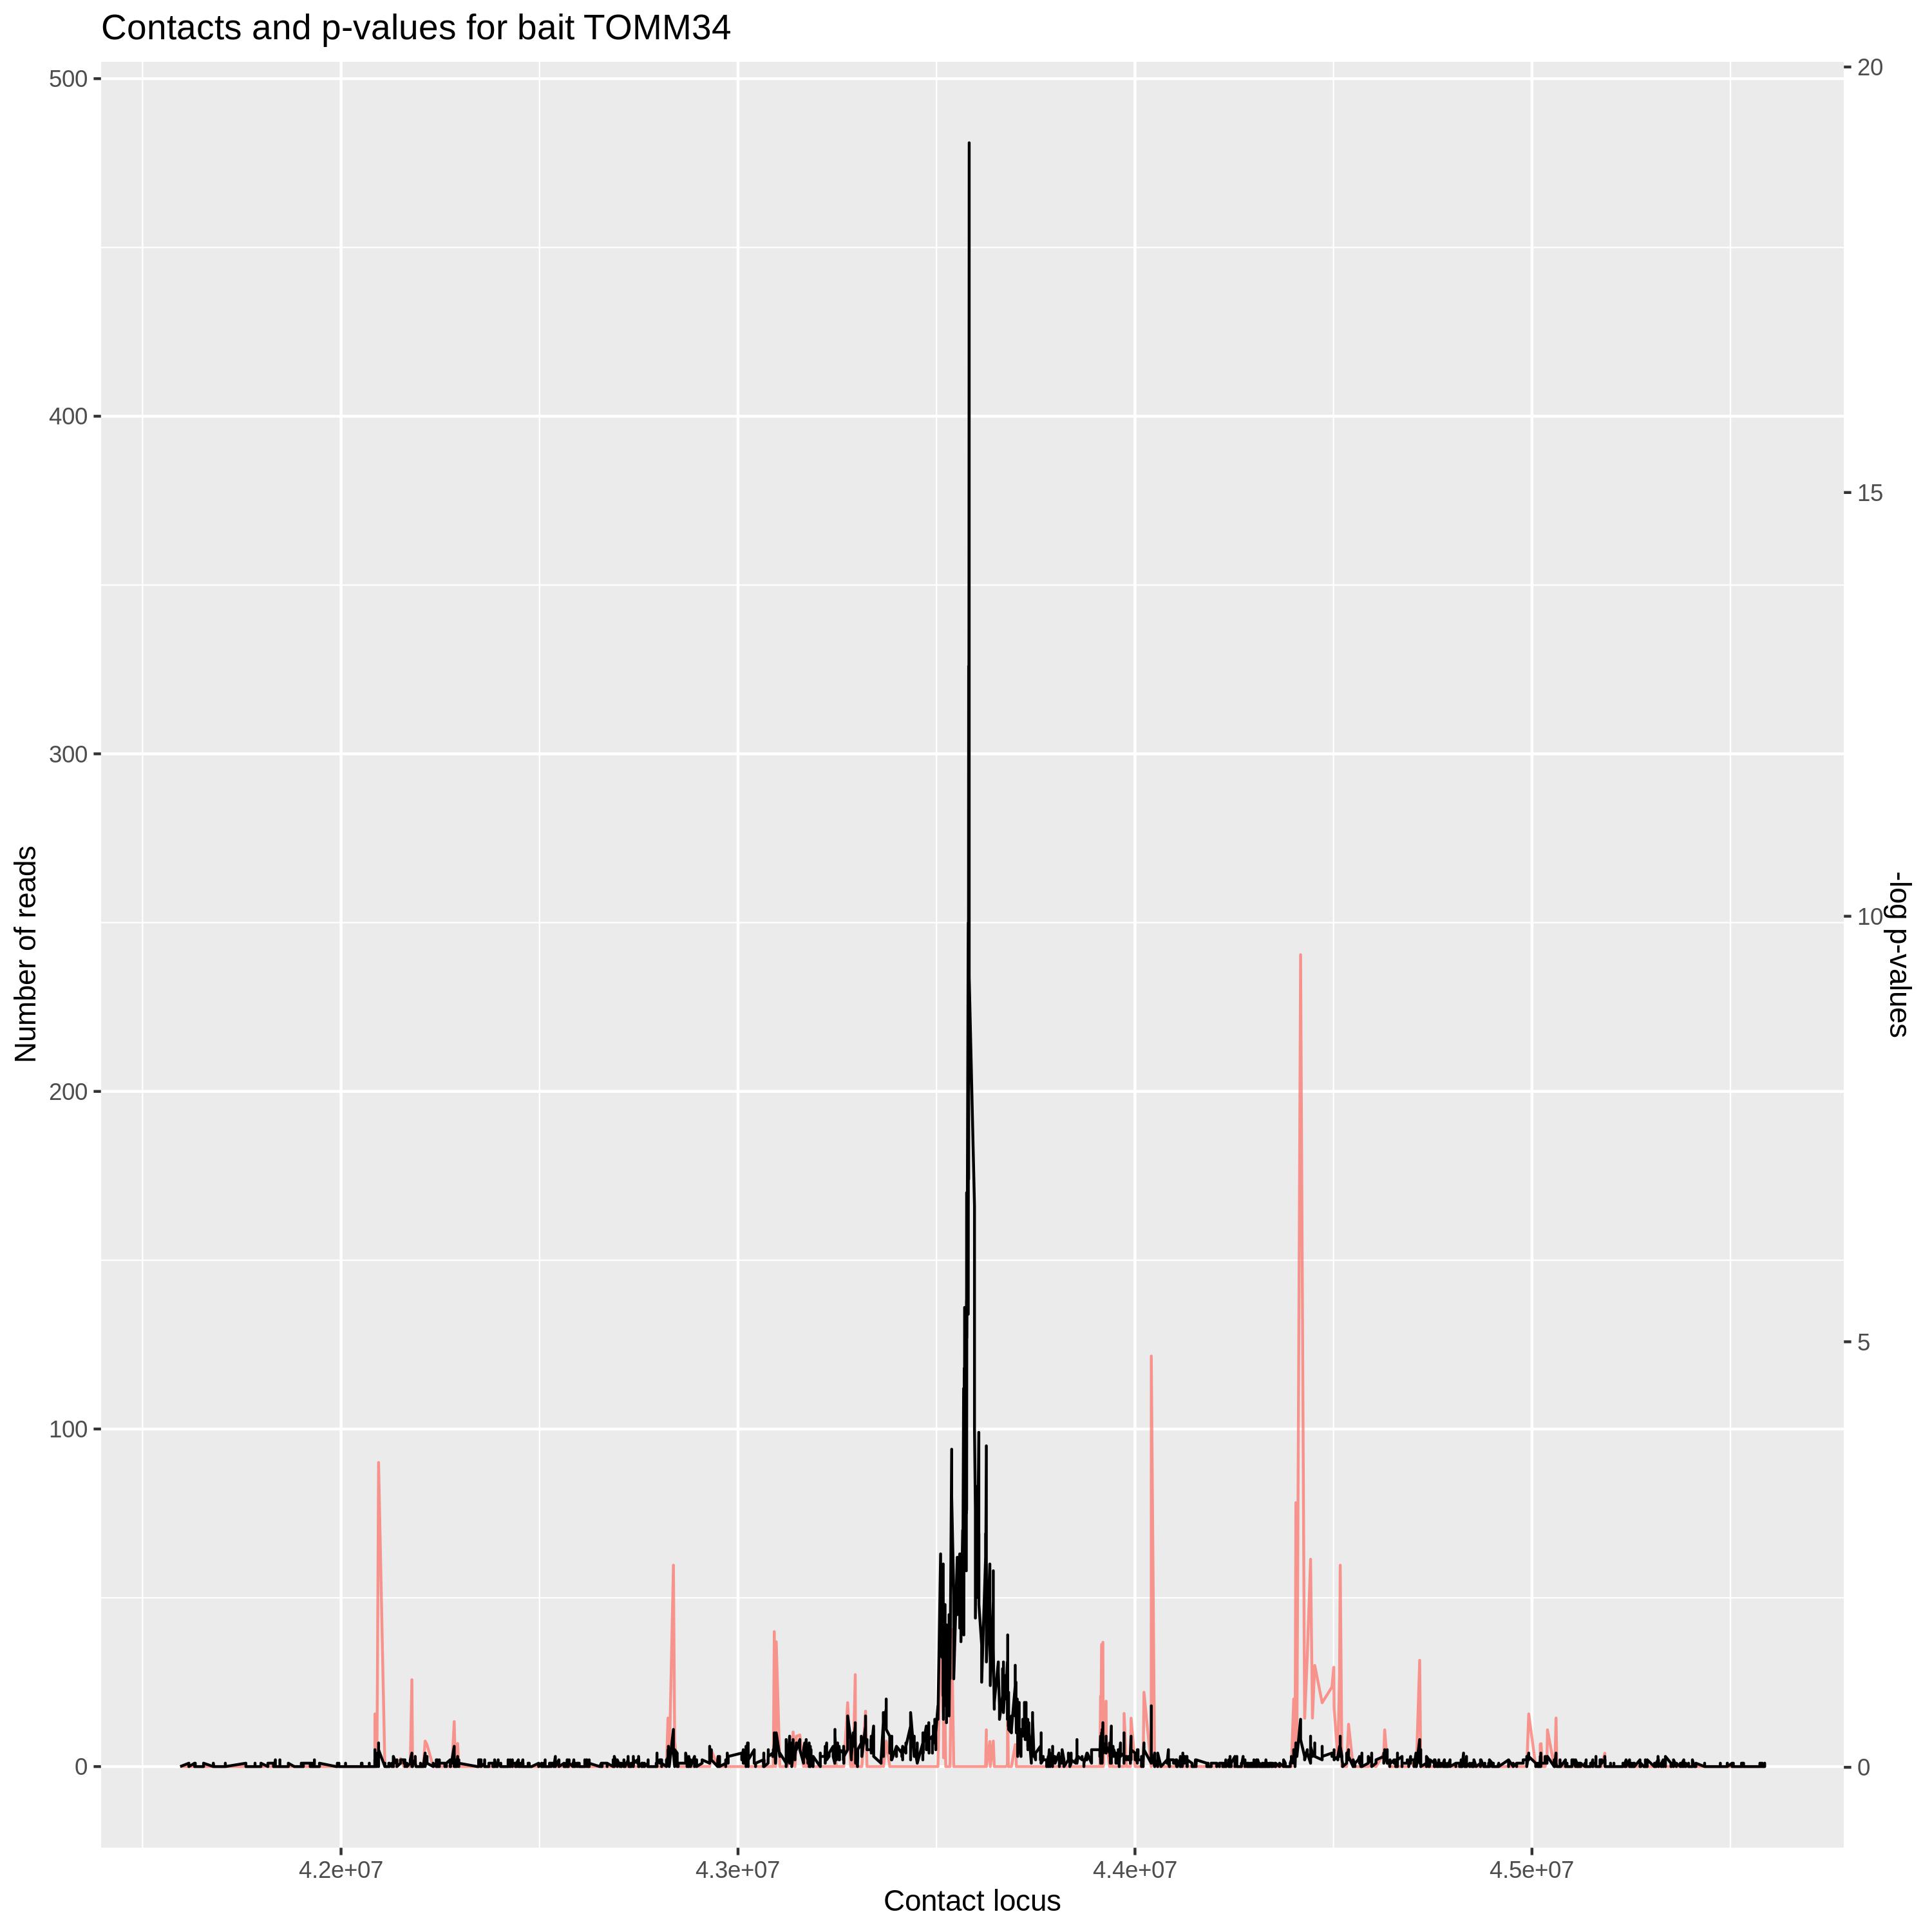 Contacts and p-values for bait TOMM34
500
400
300
200
100
0
Number of reads
20
15
10
5
0
-log p-values
4.2e+07
4.3e+07
4.4e+07
4.5e+07
Contact locus